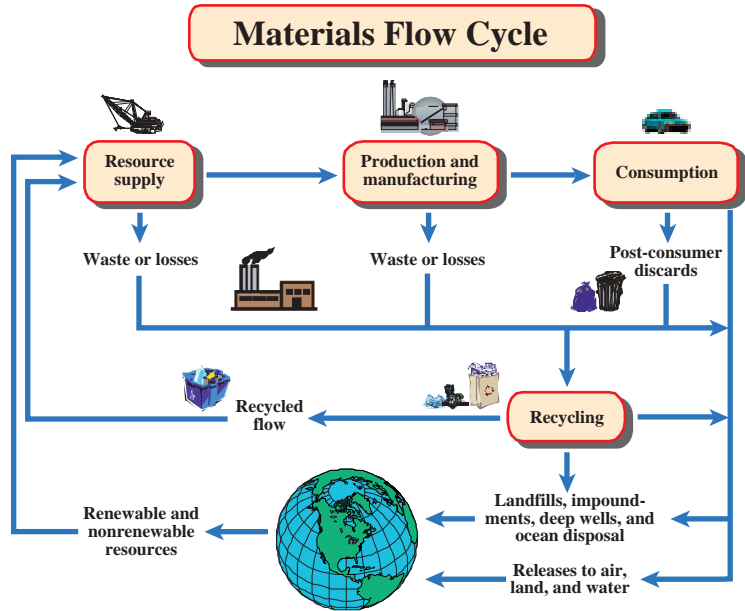 Materials Flow Cycle
Resource
supply
Production and
manufacturing
Consumption
Waste or losses
Waste or losses
Post-consumer
discards
Recycled
flow
Recycling
Renewable and
nonrenewable
resources
Landfills, impound-
ments, deep wells, and
ocean disposal
Releases to air,
land, and water